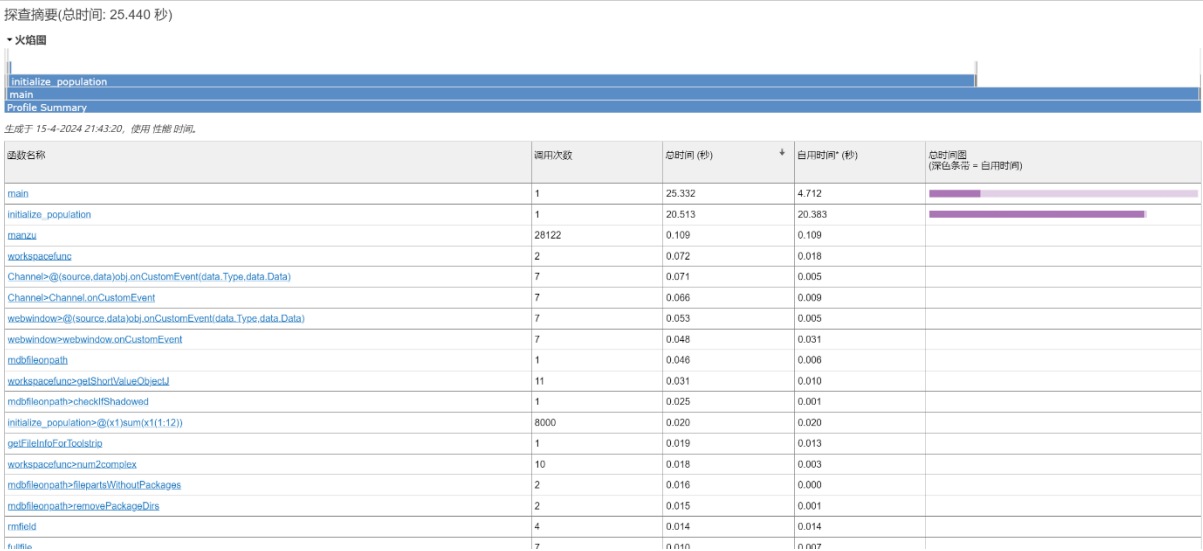 探查摘要(总时间: 25.440 秒)
火焰图
initialize_population
main
Profile Summary
生成于 15-4-2024 21:43:20，使用 性能 时间。
函数名称 调用次数 总时间 (秒) 自用时间* (秒) 总时间图
(深色条带 = 自用时间)
main 1 25.332 4.712
initialize_population 1 20.513 20.383
manzu 28122 0.109 0.109
workspacefunc 2 0.072 0.018
Channel>@(source,data)obj.onCustomEvent(data.Type,data.Data) 7 0.071 0.005
Channel>Channel.onCustomEvent 7 0.066 0.009
webwindow>@(source,data)obj.onCustomEvent(data.Type,data.Data) 7 0.053 0.005
webwindow>webwindow.onCustomEvent 7 0.048 0.031
mdbfileonpath 1 0.046 0.006
workspacefunc>getShortValueObjectJ 11 0.031 0.010
mdbfileonpath>checkIfShadowed 1 0.025 0.001
initialize_population>@(x1)sum(x1(1:12)) 8000 0.020 0.020
getFileInfoForToolstrip 1 0.019 0.013
workspacefunc>num2complex 10 0.018 0.003
mdbfileonpath>filepartsWithoutPackages 2 0.016 0.000
mdbfileonpath>removePackageDirs 2 0.015 0.001
rmfield 4 0.014 0.014
fullfile 7 0.010 0.007